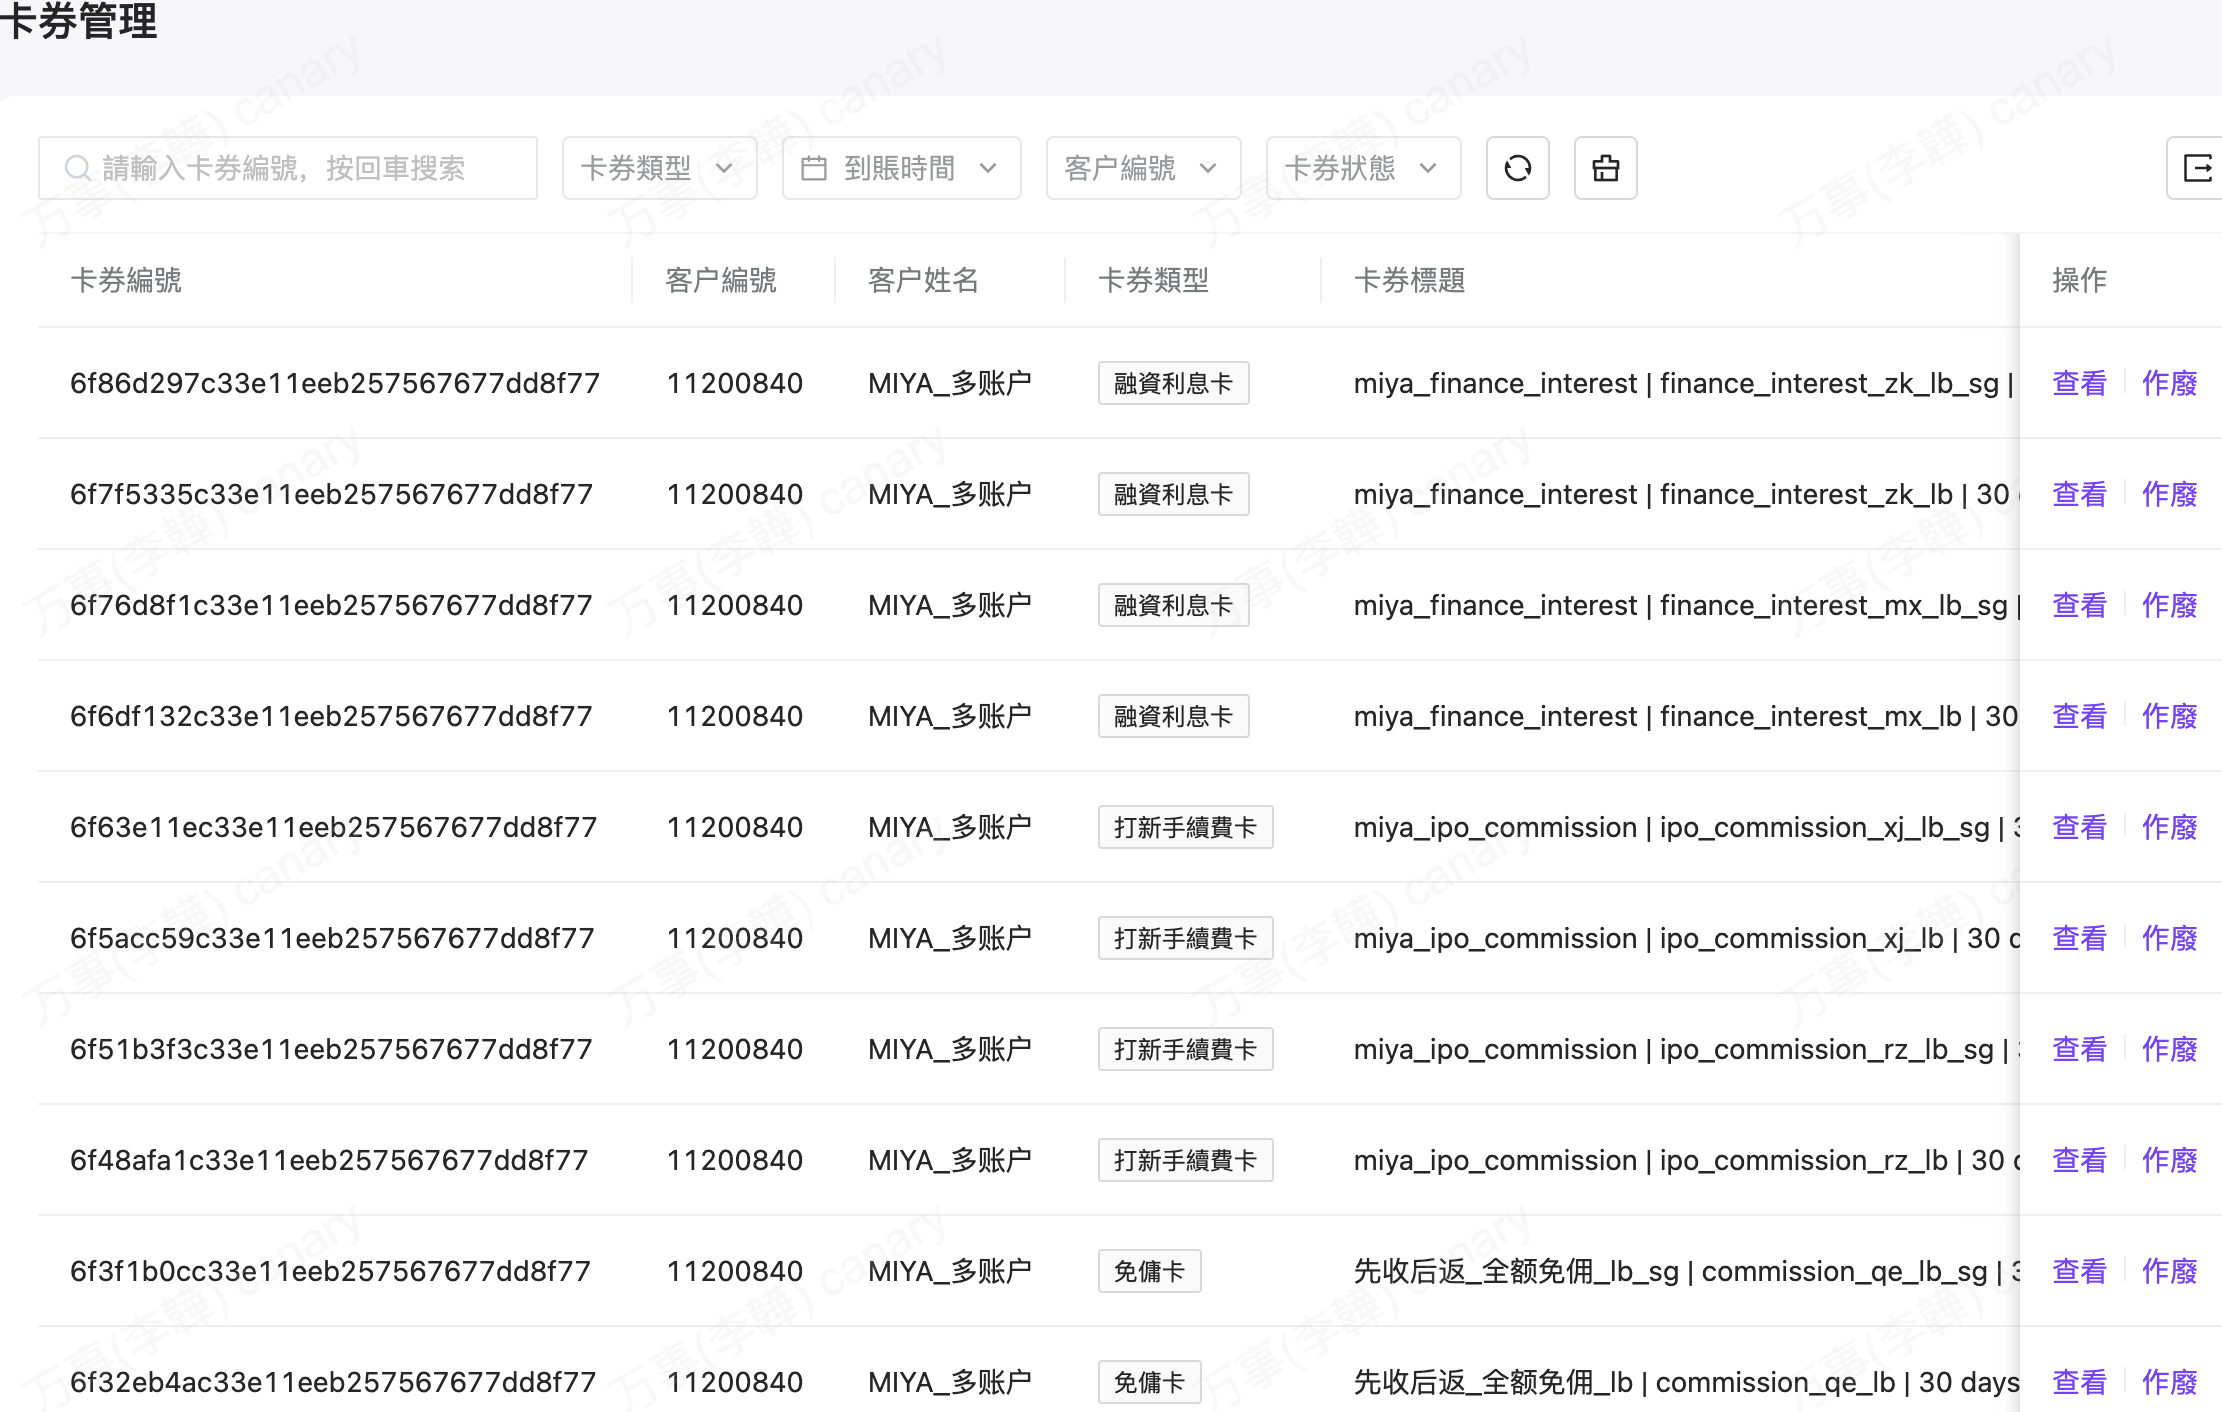 卡券管理
請輸入卡券編號，按回車搜索 卡券類型 到賬時間 客户編號 卡券狀態
卡券編號 客户編號 客户姓名 卡券類型 卡券標題 操作
6f86d297c33e11eeb257567677dd8f77 11200840 MIYA_多账户 融資利息卡 miya_finance_interest | finance_interest_zk_lb_sg | 查看 作廢
6f7f5335c33e11eeb257567677dd8f77 11200840 MIYA_多账户 融資利息卡 miya_finance_interest | finance_interest_zk_lb | 30 查看 作廢
6f76d8f1c33e11eeb257567677dd8f77 11200840 MIYA_多账户 融資利息卡 miya_finance_interest | finance_interest_mx_lb_sg | 查看 作廢
6f6df132c33e11eeb257567677dd8f77 11200840 MIYA_多账户 融資利息卡 miya_finance_interest | finance_interest_mx_lb | 30 查看 作廢
6f63e11ec33e11eeb257567677dd8f77 11200840 MIYA_多账户 打新手續費卡 miya_ipo_commission | ipo_commission_xj_lb_sg | 查看 作廢
6f5acc59c33e11eeb257567677dd8f77 11200840 MIYA_多账户 打新手續費卡 miya_ipo_commission | ipo_commission_xj_lb | 30 查看 作廢
6f51b3f3c33e11eeb257567677dd8f77 11200840 MIYA_多账户 打新手續費卡 miya_ipo_commission | ipo_commission_rz_lb_sg | 查看 作廢
6f48afa1c33e11eeb257567677dd8f77 11200840 MIYA_多账户 打新手續費卡 miya_ipo_commission | ipo_commission_rz_lb | 30 查看 作廢
6f3f1b0cc33e11eeb257567677dd8f77 11200840 MIYA_多账户 免傭卡 先收后返_全额免佣_lb_sg | commission_qe_lb_sg | 查看 作廢
6f32eb4ac33e11eeb257567677dd8f77 11200840 MIYA_多账户 免傭卡 先收后返_全额免佣_lb | commission_qe_lb | 30 days 查看 作廢